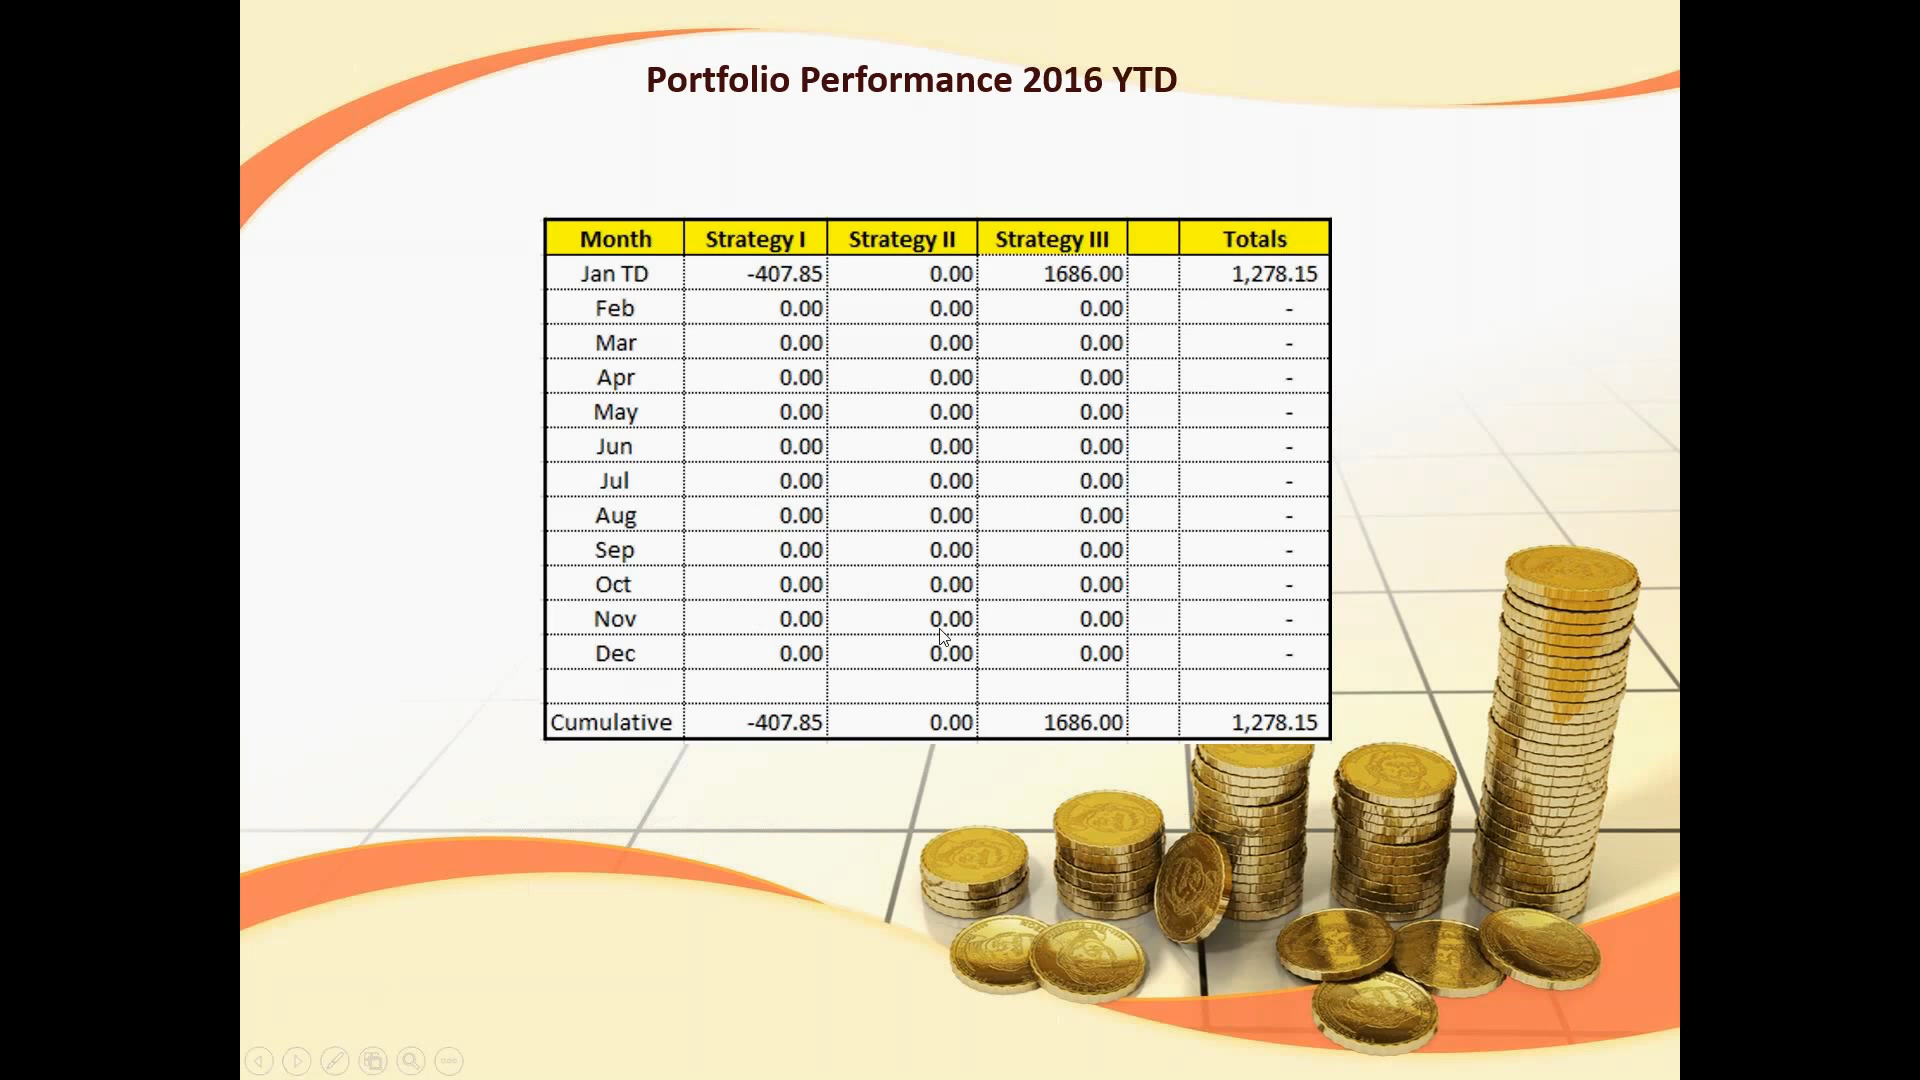 Portfolio Performance 2016 YTD
Month Strategy I Strategy II Strategy III Totals
Jan TD -407.85 0.00 1686.00 1,278.15
Feb 0.00 0.00 0.00 -
Mar 0.00 0.00 0.00 -
Apr 0.00 0.00 0.00 -
May 0.00 0.00 0.00 -
Jun 0.00 0.00 0.00 -
Jul 0.00 0.00 0.00 -
Aug 0.00 0.00 0.00 -
Sep 0.00 0.00 0.00 -
Oct 0.00 0.00 0.00 -
Nov 0.00 0.00 0.00 -
Dec 0.00 0.00 0.00 -
Cumulative -407.85 0.00 1686.00 1,278.15